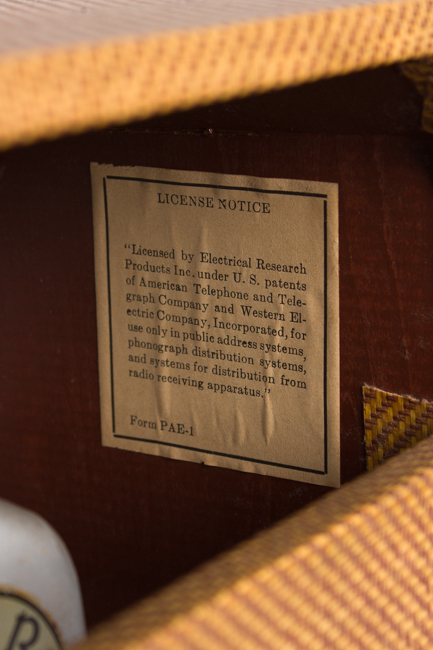 LICENSE NOTICE
"Licensed by Electrical Research
Products Inc. under U. S. patents
of American Telephone and Tele-
graph Company and Western El-
ectric Company, Incorporated, for
use only in public address systems,
phonograph distribution systems,
and systems for distribution from
radio receiving apparatus."
Form PAE-1
R